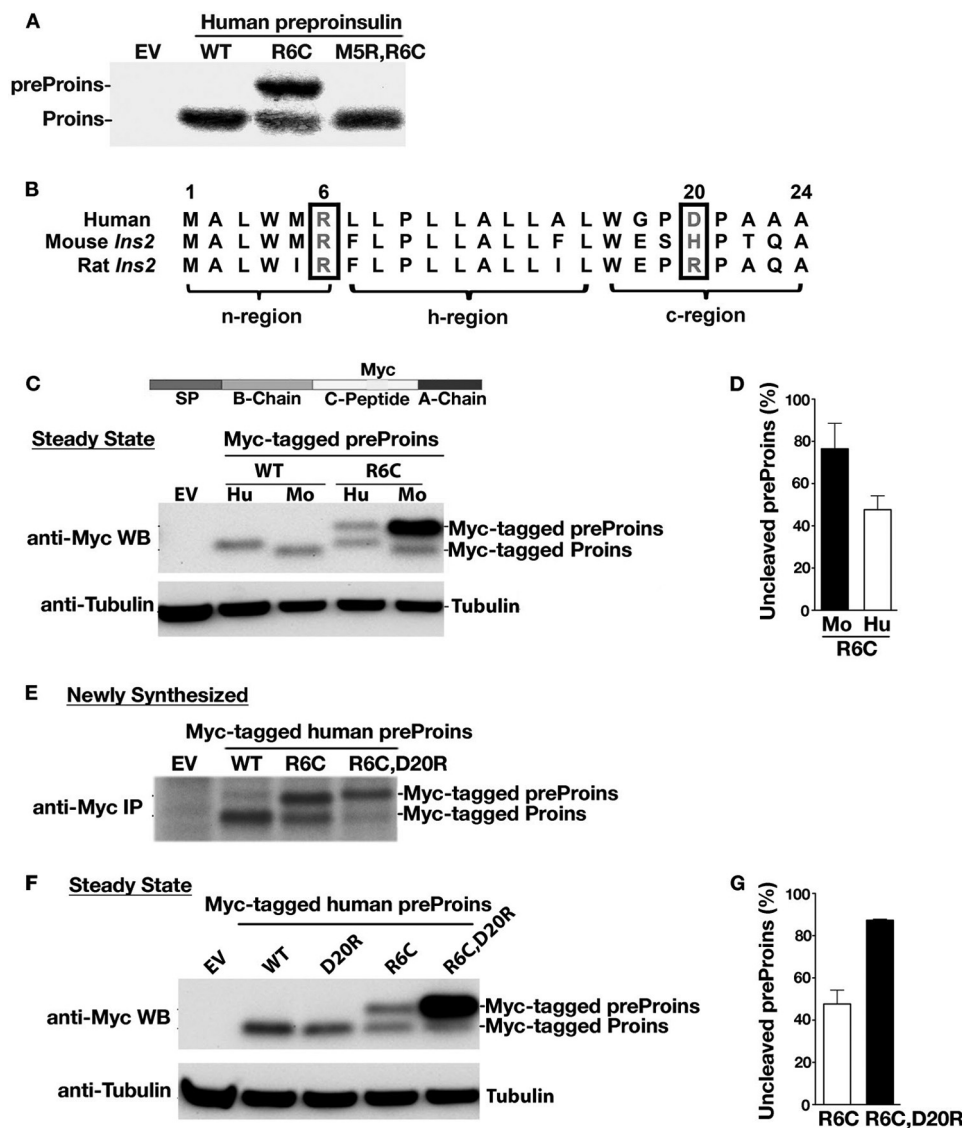 A
Human preproinsulin
EV WT R6C M5R,R6C
preProins-
Proins-
B
1 6 20 24
Human M A L W M R L L P L L A L L A L W G P D P A A A
Mouse Ins2 M A L W M R F L P L L A L L F L W E S H P T Q A
Rat Ins2 M A L W I R F L P L L A L L I L W E P R P A Q A
n-region h-region c-region
C
Myc
SP B-Chain C-Peptide A-Chain
Steady State
Myc-tagged preProins
WT R6C
EV Hu Mo Hu Mo
anti-Myc WB
-Myc-tagged preProins
-Myc-tagged Proins
anti-Tubulin
-Tubulin
D
Uncleaved preProins (%)
100
80
60
40
20
0
Mo Hu
R6C
E
Newly Synthesized
Myc-tagged human preProins
EV WT R6C R6C,D20R
anti-Myc IP
-Myc-tagged preProins
-Myc-tagged Proins
F
Steady State
Myc-tagged human preProins
EV WT D20R R6C R6C,D20R
anti-Myc WB
-Myc-tagged preProins
-Myc-tagged Proins
anti-Tubulin
Tubulin
G
Uncleaved preProins (%)
100
80
60
40
20
0
R6C R6C,D20R